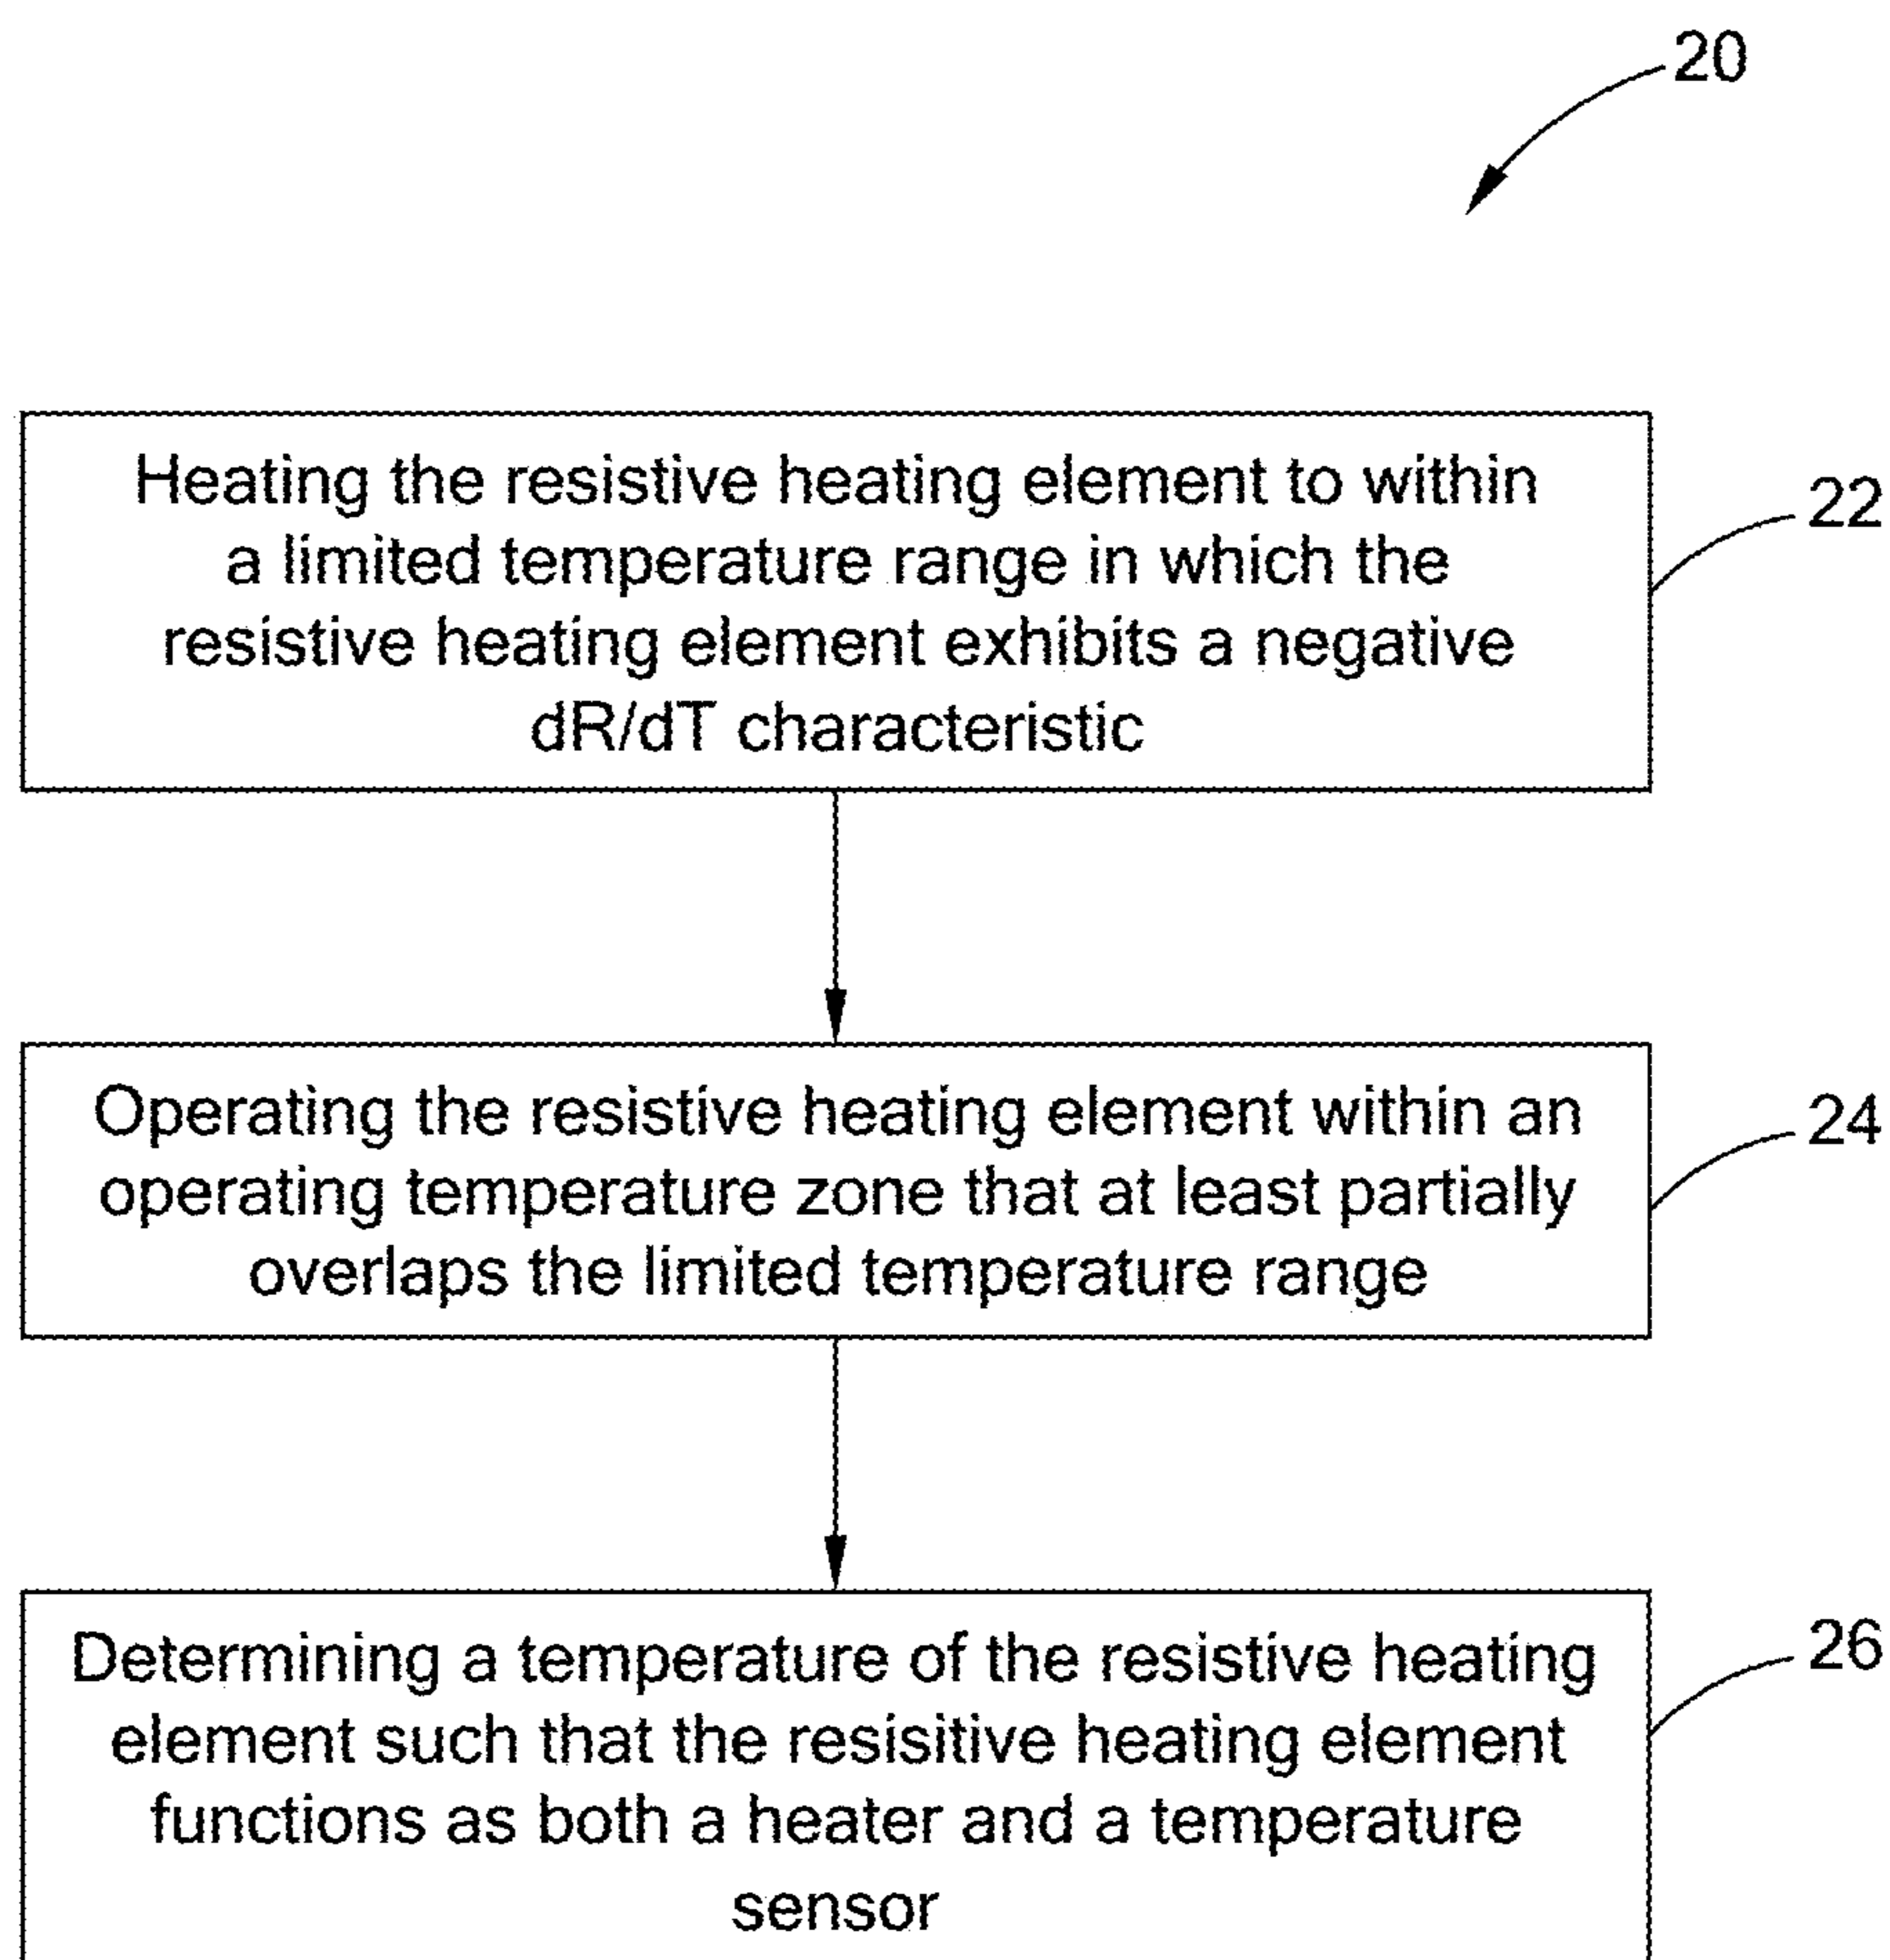 20
Heating the resistive heating element to within
a limited temperature range in which the
resistive heating element exhibits a negative
dR/dT characteristic
22
Operating the resistive heating element within an
operating temperature zone that at least partially
overlaps the limited temperature range
24
Determining a temperature of the resistive heating
element such that the resisitive heating element
functions as both a heater and a temperature
sensor
26